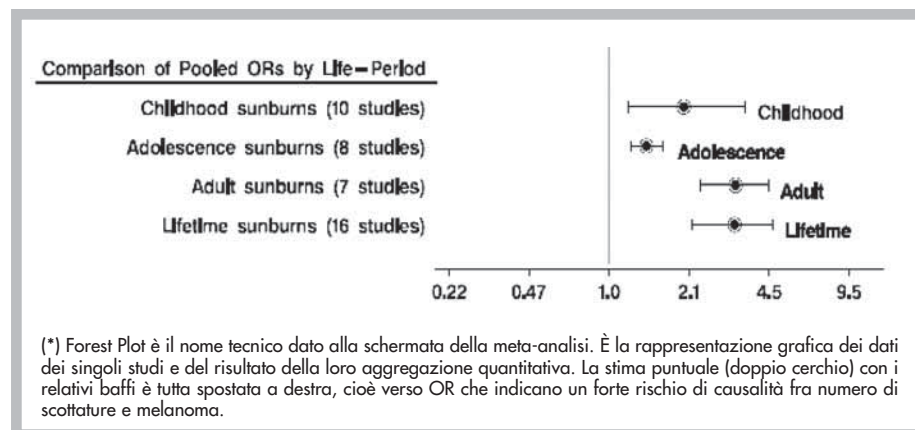 Comparison of Pooled ORs by Life-Period
Childhood sunburns (10 studies)
Childhood
Adolescence sunburns (8 studies)
Adolescence
Adult sunburns (7 studies)
Adult
Lifetime sunburns (16 studies)
Lifetime
0.22 0.47 1.0 2.1 4.5 9.5
(*) Forest Plot è il nome tecnico dato alla schermata della meta-analisi. È la rappresentazione grafica dei dati
dei singoli studi e del risultato della loro aggregazione quantitativa. La stima puntuale (doppio cerchio) con i
relativi baffi è tutta spostata a destra, cioè verso OR che indicano un forte rischio di causalità fra numero di
scottature e melanoma.